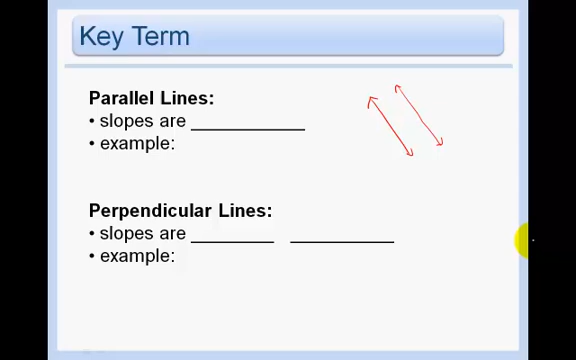 Key Term
Parallel Lines:
• slopes are ____________
• example:
Perpendicular Lines:
• slopes are _________ ___________
• example: